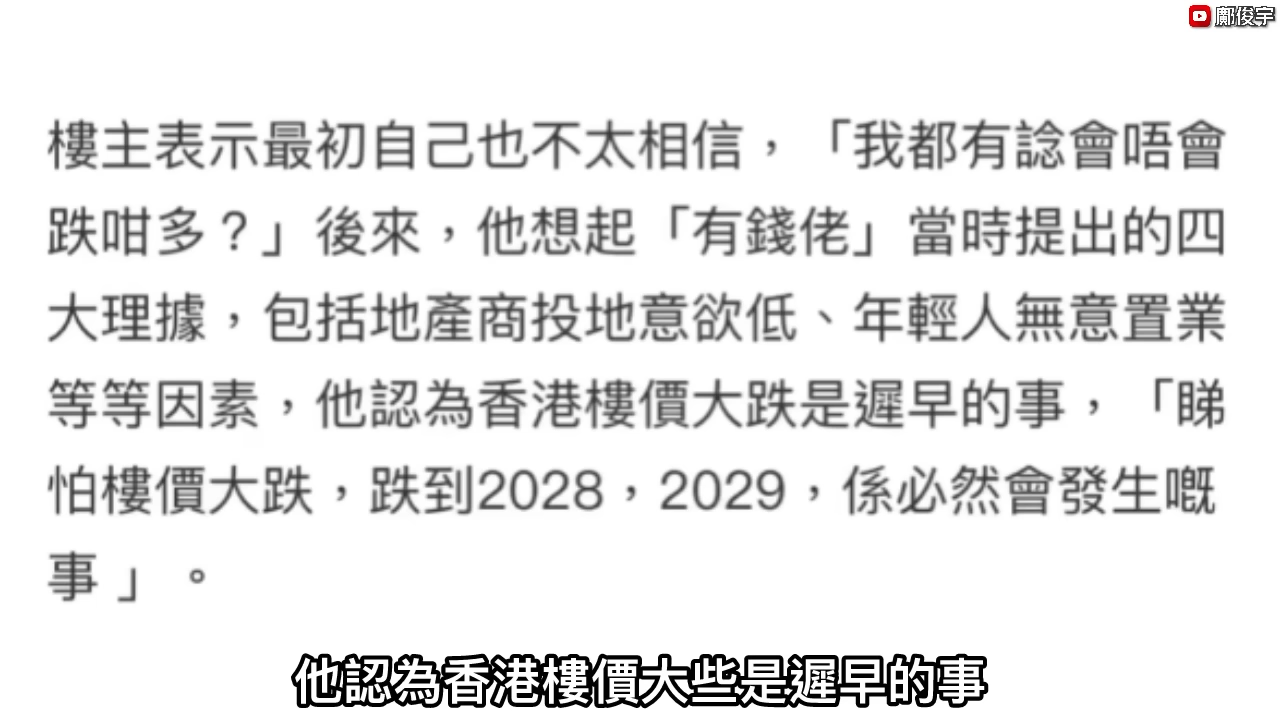 鄺俊宇
樓主表示最初自己也不太相信，「我都有諗會唔會
跌咁多？」後來，他想起「有錢佬」當時提出的四
大理據，包括地產商投地意欲低、年輕人無意置業
等等因素，他認為香港樓價大跌是遲早的事，「睇
怕樓價大跌，跌到2028，2029，係必然會發生嘅
事」。
他認為香港樓價大些是遲早的事